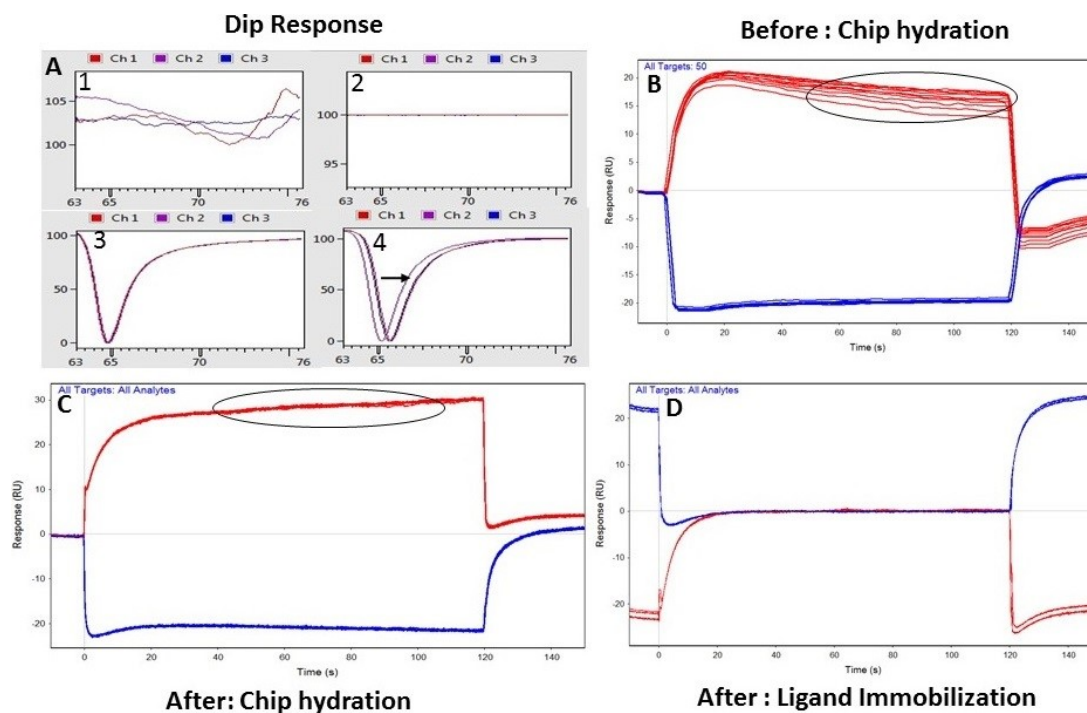 Dip Response
A
Ch 1 Ch 2 Ch 3
1
105
100
63 65 70 76
Ch 1 Ch 2 Ch 3
2
100
95
63 65 70 76
Ch 1 Ch 2 Ch 3
3
100
50
0
63 65 70 76
Ch 1 Ch 2 Ch 3
4
100
50
0
63 65 70 76
Before : Chip hydration
All Targets: 50
B
Response (RU)
20
15
10
5
0
-5
-10
-15
-20
0 20 40 60 80 100 120 140
Time (s)
All Targets: All Analytes
C
Response (RU)
30
20
10
0
-10
-20
0 20 40 60 80 100 120 140
Time (s)
After: Chip hydration
All Targets: All Analytes
D
Response (RU)
20
10
0
-10
-20
0 20 40 60 80 100 120 140
Time (s)
After : Ligand Immobilization